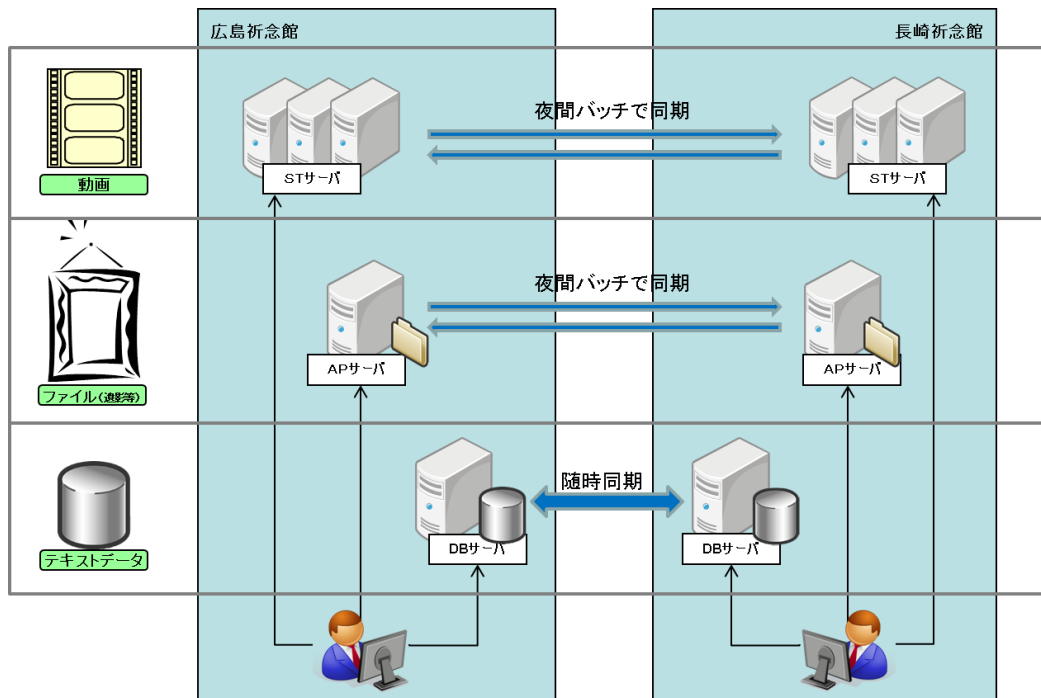 広島祈念館
長崎祈念館
夜間バッチで同期
動画
STサーバ
STサーバ
夜間バッチで同期
APサーバ
APサーバ
ファイル(遺影等)
随時同期
DBサーバ
DBサーバ
テキストデータ